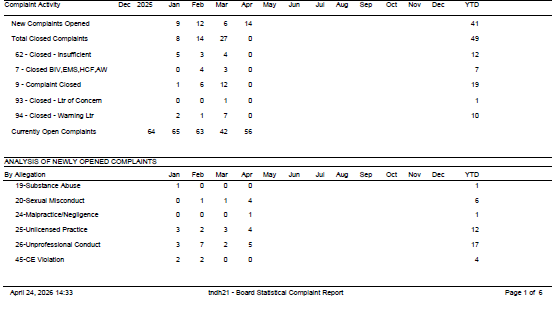 Complaint Activity Dec 2025 Jan Feb Mar Apr May Jun Jul Aug Sep Oct Nov Dec YTD
New Complaints Opened 9 12 6 14 41
Total Closed Complaints 8 14 27 0 49
62 - Closed - Insufficient 5 3 4 0 12
7 - Closed BIV,EMS,HCF,AW 0 4 3 0 7
9 - Complaint Closed 1 6 12 0 19
93 - Closed - Ltr of Concern 0 0 1 0 1
94 - Closed - Warning Ltr 2 1 7 0 10
Currently Open Complaints 64 65 63 42 56
ANALYSIS OF NEWLY OPENED COMPLAINTS
By Allegation Jan Feb Mar Apr May Jun Jul Aug Sep Oct Nov Dec YTD
19-Substance Abuse 1 0 0 0 1
20-Sexual Misconduct 0 1 1 4 6
24-Malpractice/Negligence 0 0 0 1 1
25-Unlicensed Practice 3 2 3 4 12
26-Unprofessional Conduct 3 7 2 5 17
45-CE Violation 2 2 0 0 4
April 24, 2026 14:33 tndh21 - Board Statistical Complaint Report Page 1 of 6